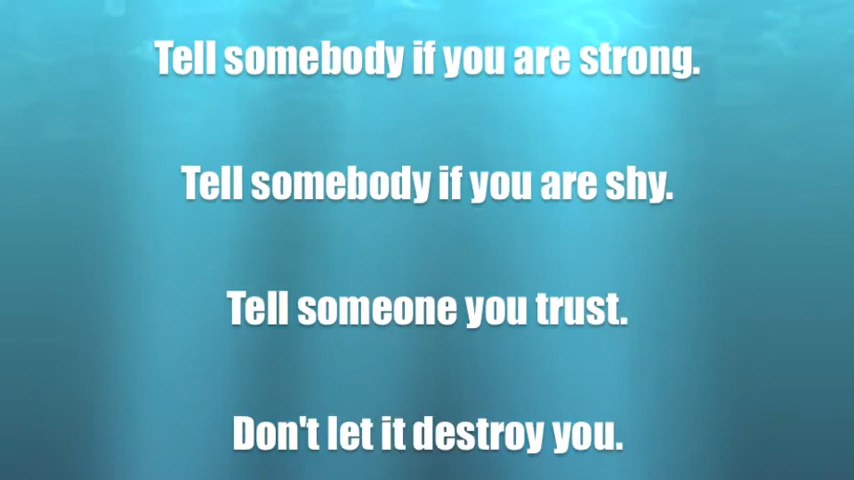 Tell somebody if you are strong.
Tell somebody if you are shy.
Tell someone you trust.
Don't let it destroy you.